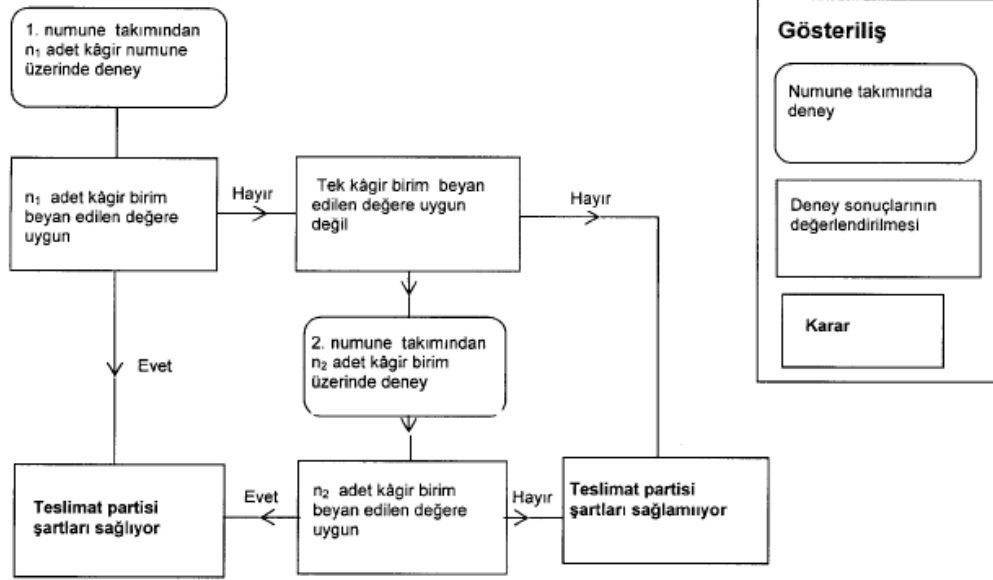 1. numune takımından
n₁ adet kâgir numune
üzerinde deney
n₁ adet kâgir birim
beyan edilen değere
uygun
Hayır
Tek kâgir birim beyan
edilen değere uygun
değil
Hayır
Evet
2. numune takımından
n₂ adet kâgir birim
üzerinde deney
Teslimat partisi
şartları sağlıyor
Evet
n₂ adet kâgir birim
beyan edilen değere
uygun
Hayır
Teslimat partisi
şartları sağlamııyor
Gösteriliş
Numune takımında
deney
Deney sonuçlarının
değerlendirilmesi
Karar